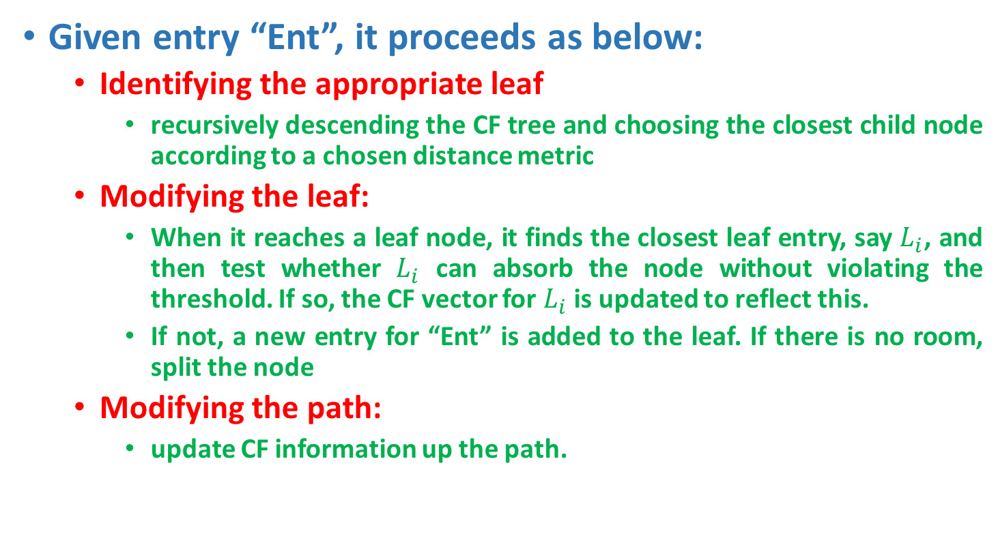 • Given entry “Ent”, it proceeds as below:
• Identifying the appropriate leaf
• recursively descending the CF tree and choosing the closest child node
according to a chosen distance metric
• Modifying the leaf:
• When it reaches a leaf node, it finds the closest leaf entry, say $L_i$, and
then test whether $L_i$ can absorb the node without violating the
threshold. If so, the CF vector for $L_i$ is updated to reflect this.
• If not, a new entry for “Ent” is added to the leaf. If there is no room,
split the node
• Modifying the path:
• update CF information up the path.